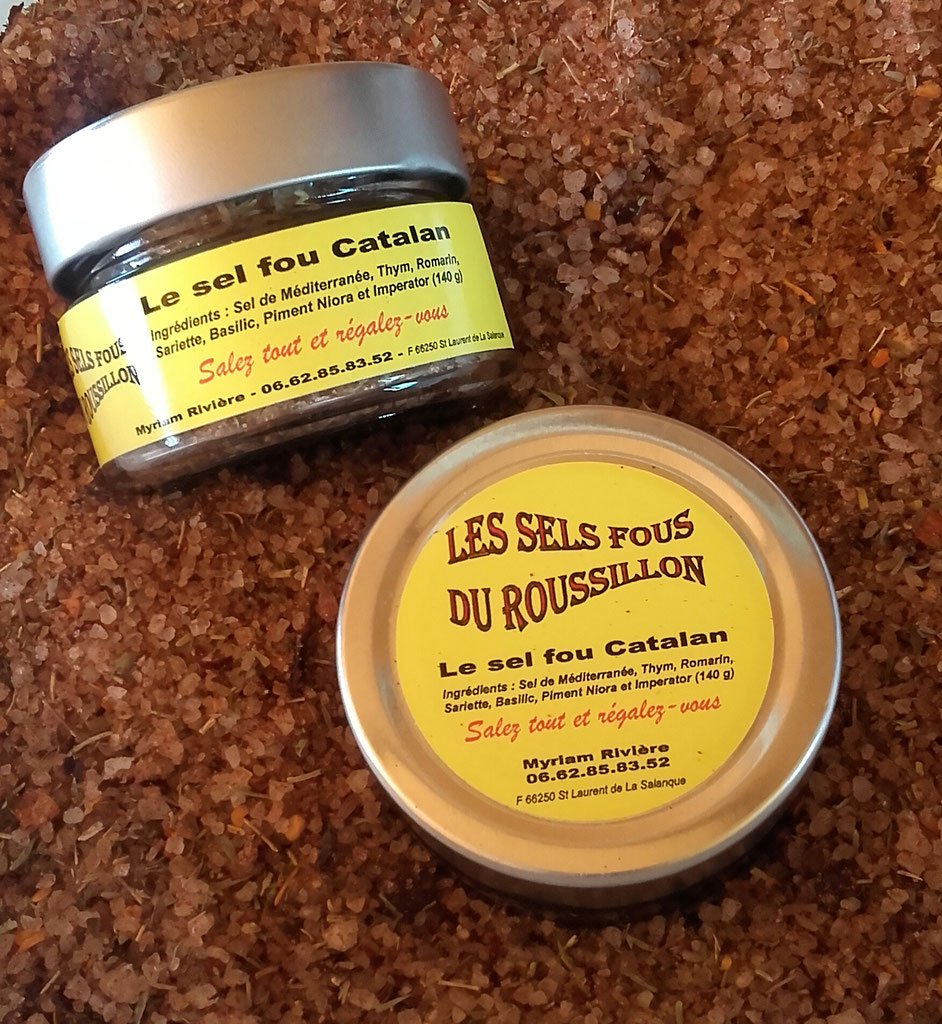 Le sel fou Catalan
Ingrédients : Sel de Méditerranée, Thym, Romarin,
Sariette, Basilic, Piment Niora et Imperator (140 g)
Salez tout et régalez-vous
Myriam Rivière - 06.62.85.83.52 - F 66250 St Laurent de La Salanque
SELS FOUS
ROUSSILLON
LES SELS FOUS
DU ROUSSILLON
Le sel fou Catalan
Ingrédients : Sel de Méditerranée, Thym, Romarin,
Sariette, Basilic, Piment Niora et Imperator (140 g)
Salez tout et régalez-vous
Myriam Rivière
06.62.85.83.52
F 66250 St Laurent de La Salanque